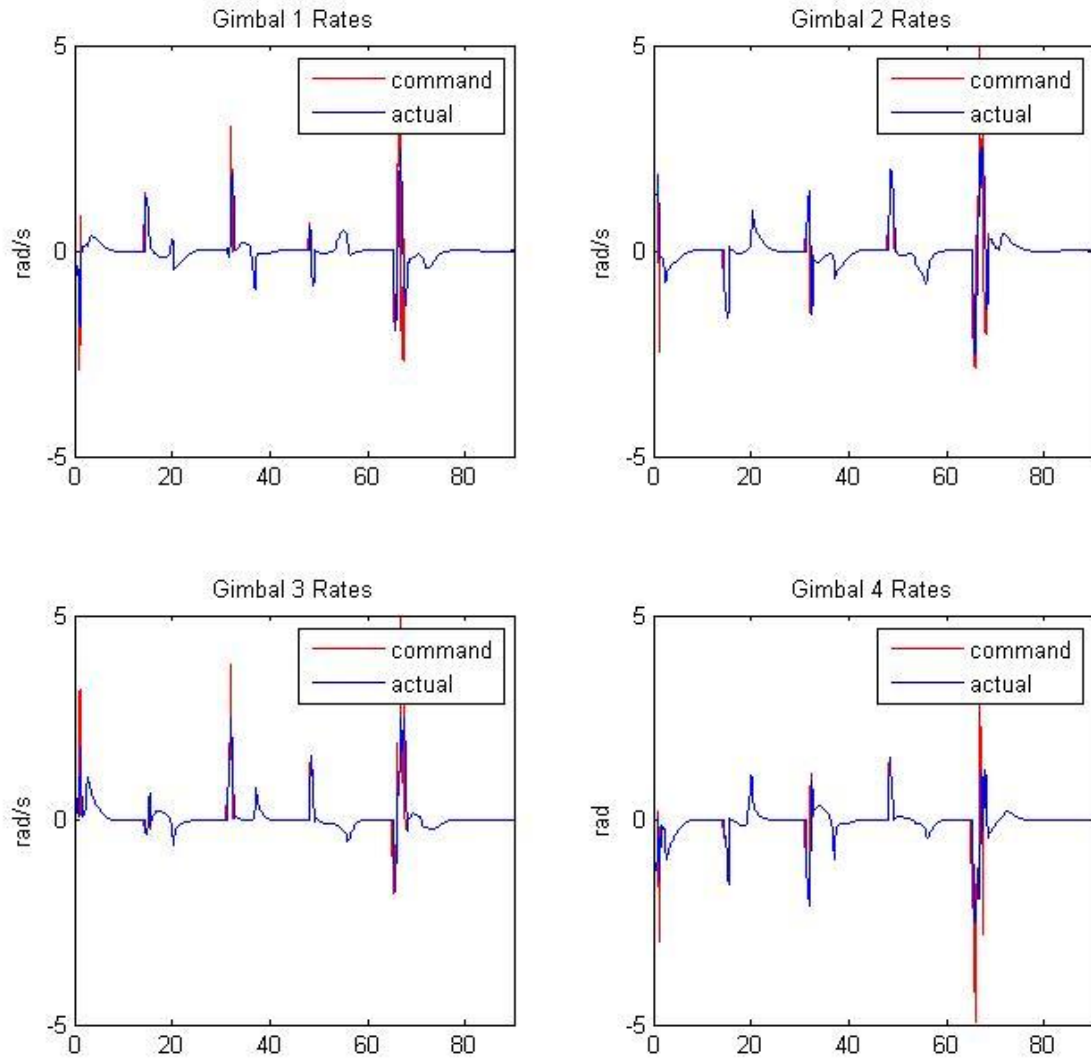 Gimbal 1 Rates
5
0
-5
rad/s
command
actual
0 20 40 60 80
Gimbal 2 Rates
5
0
-5
rad/s
command
actual
0 20 40 60 80
Gimbal 3 Rates
5
0
-5
rad/s
command
actual
0 20 40 60 80
Gimbal 4 Rates
5
0
-5
rad
command
actual
0 20 40 60 80